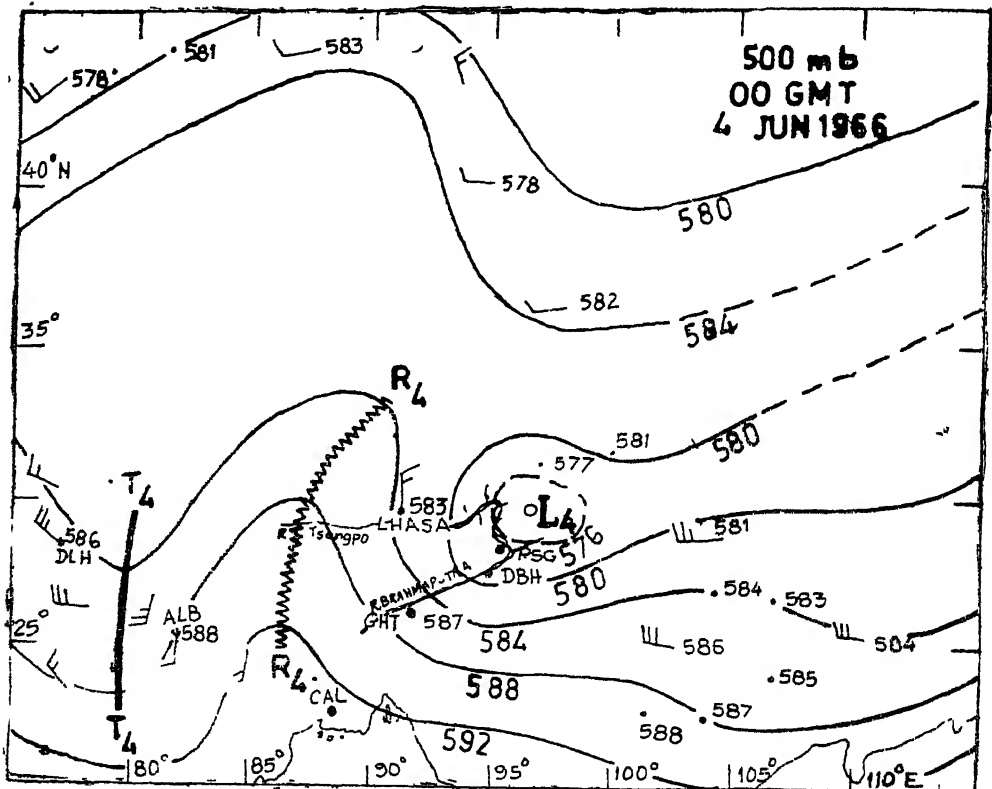 500 mb
00 GMT
4 JUN 1966
581
583
578
40°N
578
580
582
584
35°
R4
581
580
577
T4
583
LHASA
Tsangpo
L4
576
581
586
DLH
PSG
DBH
580
R.BRAHMAPUTRA
GHT
587
584
583
584
ALB
588
25°
584
586
R4
588
585
CAL
587
588
T4
592
80°
85°
90°
95°
100°
105°
110°E